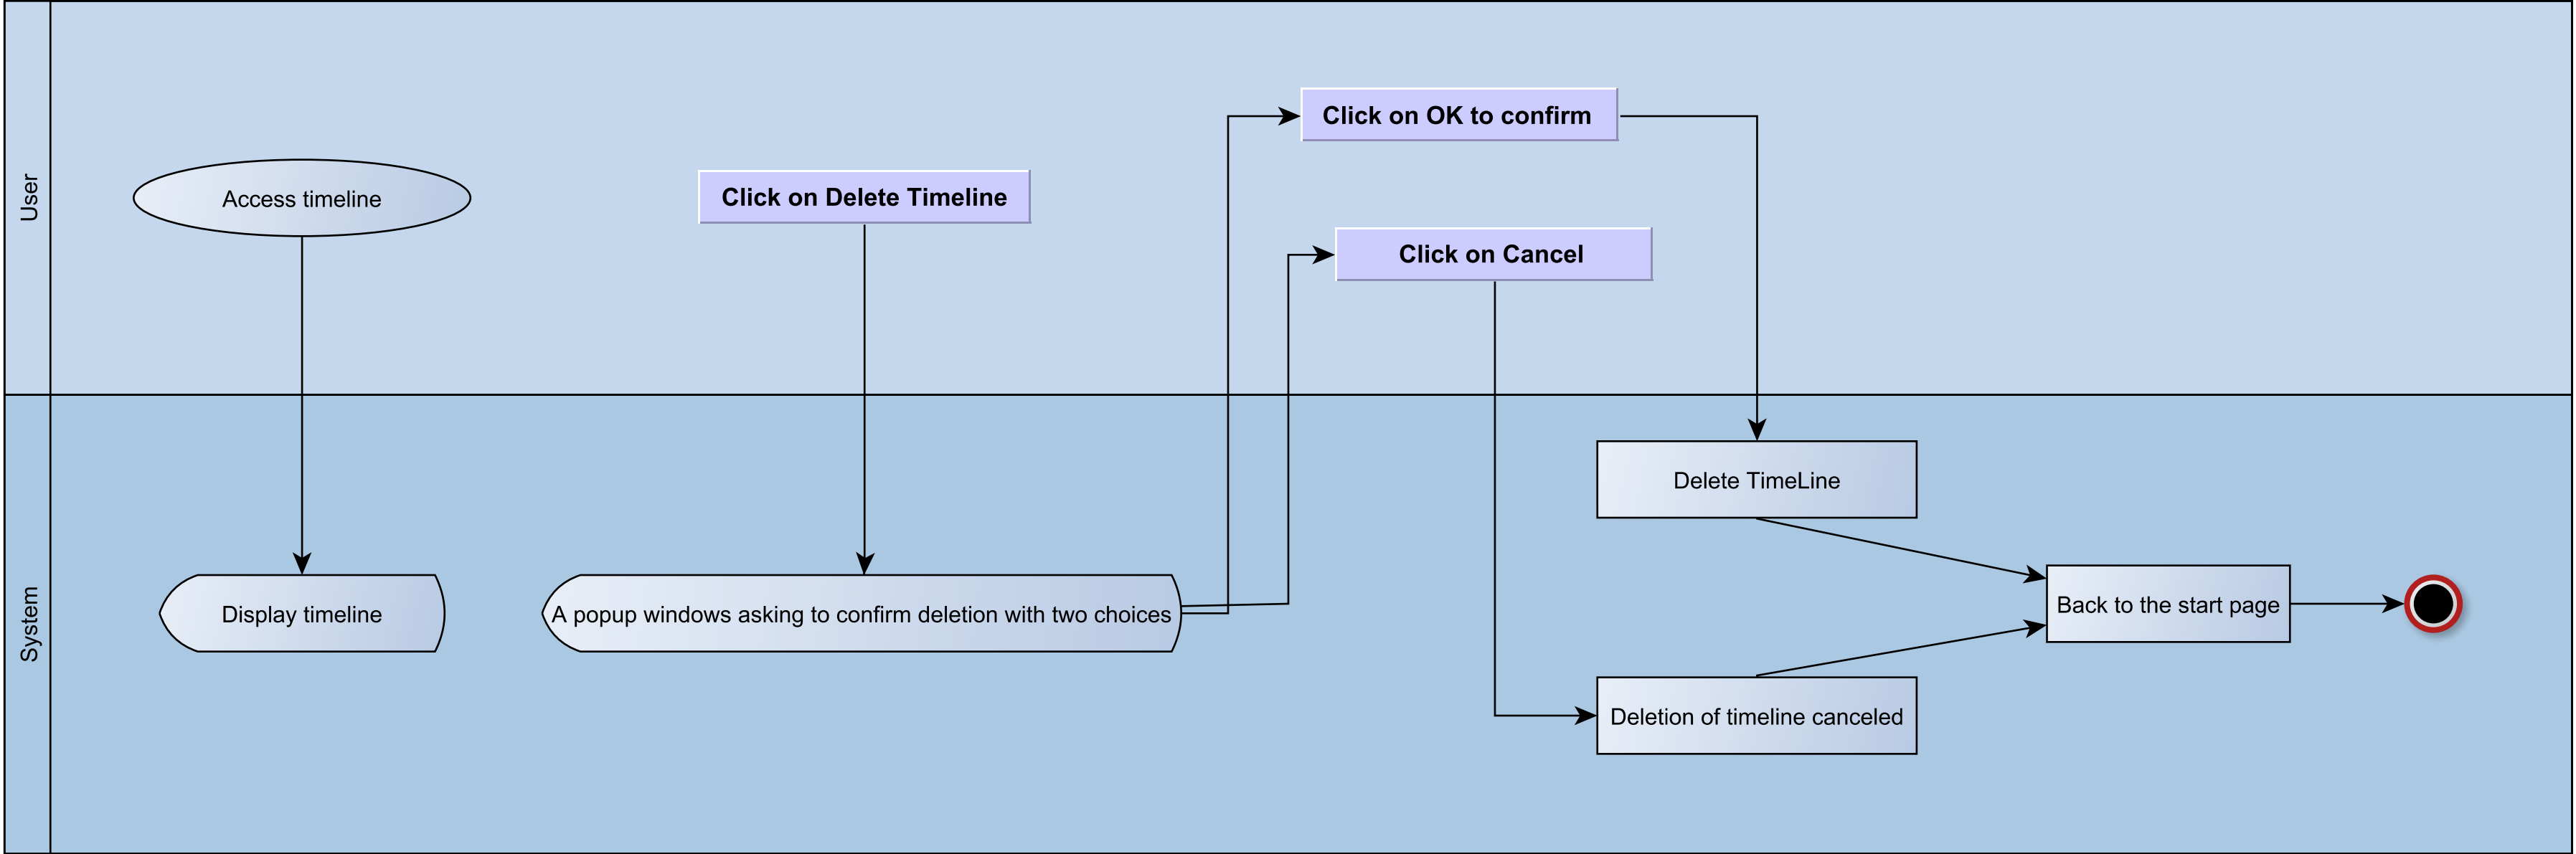 User
Access timeline
Click on Delete Timeline
Click on OK to confirm
Click on Cancel
System
Display timeline
A popup windows asking to confirm deletion with two choices
Delete TimeLine
Deletion of timeline canceled
Back to the start page